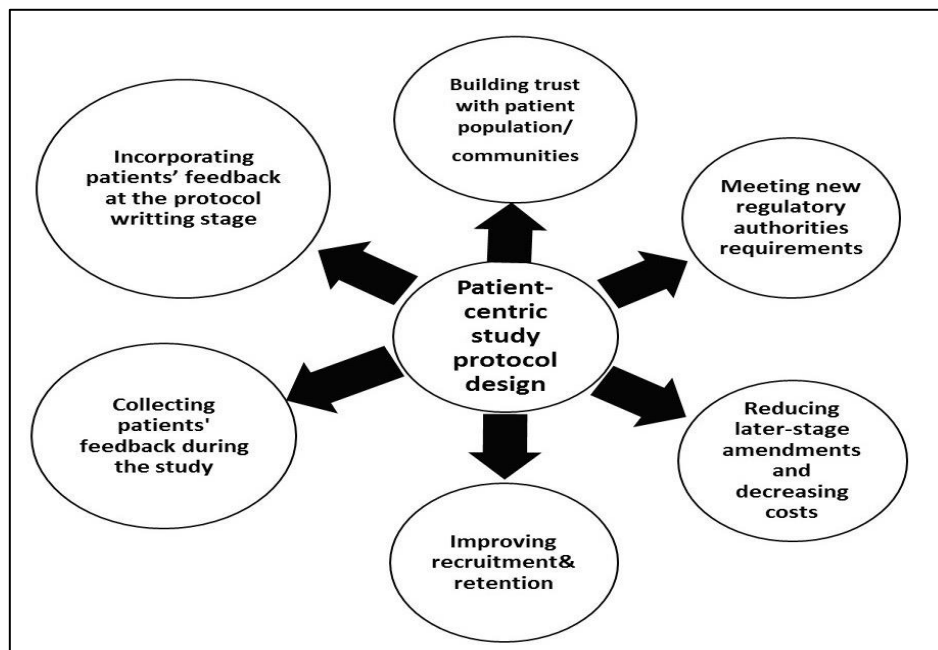 Building trust
with patient
population/
communities
Incorporating
patients’ feedback
at the protocol
writting stage
Meeting new
regulatory
authorities
requirements
Patient-
centric
study
protocol
design
Collecting
patients'
feedback during
the study
Reducing
later-stage
amendments
and
decreasing
costs
Improving
recruitment&
retention